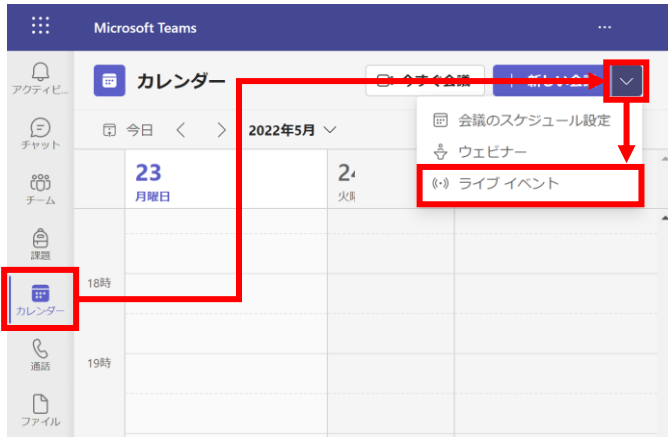 Microsoft Teams
アクティビ...
カレンダー
今すぐ会議
新しい会議
チャット
今日
2022年5月
会議のスケジュール設定
ウェビナー
ライブ イベント
チーム
23
月曜日
課題
カレンダー
18時
通話
19時
ファイル